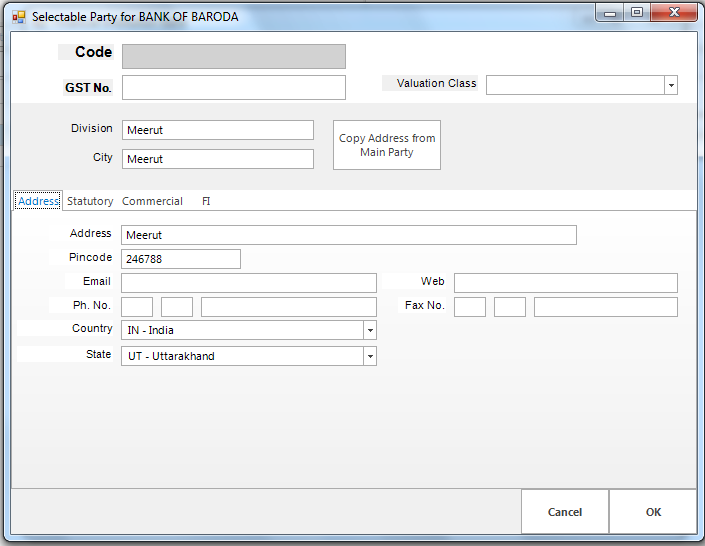 Selectable Party for BANK OF BARODA
Code
GST No.
Valuation Class
Division Meerut
Copy Address from
Main Party
City Meerut
Address Statutory Commercial FI
Address Meerut
Pincode 246788
Email Web
Ph. No. Fax No.
Country IN - India
State UT - Uttarakhand
Cancel OK